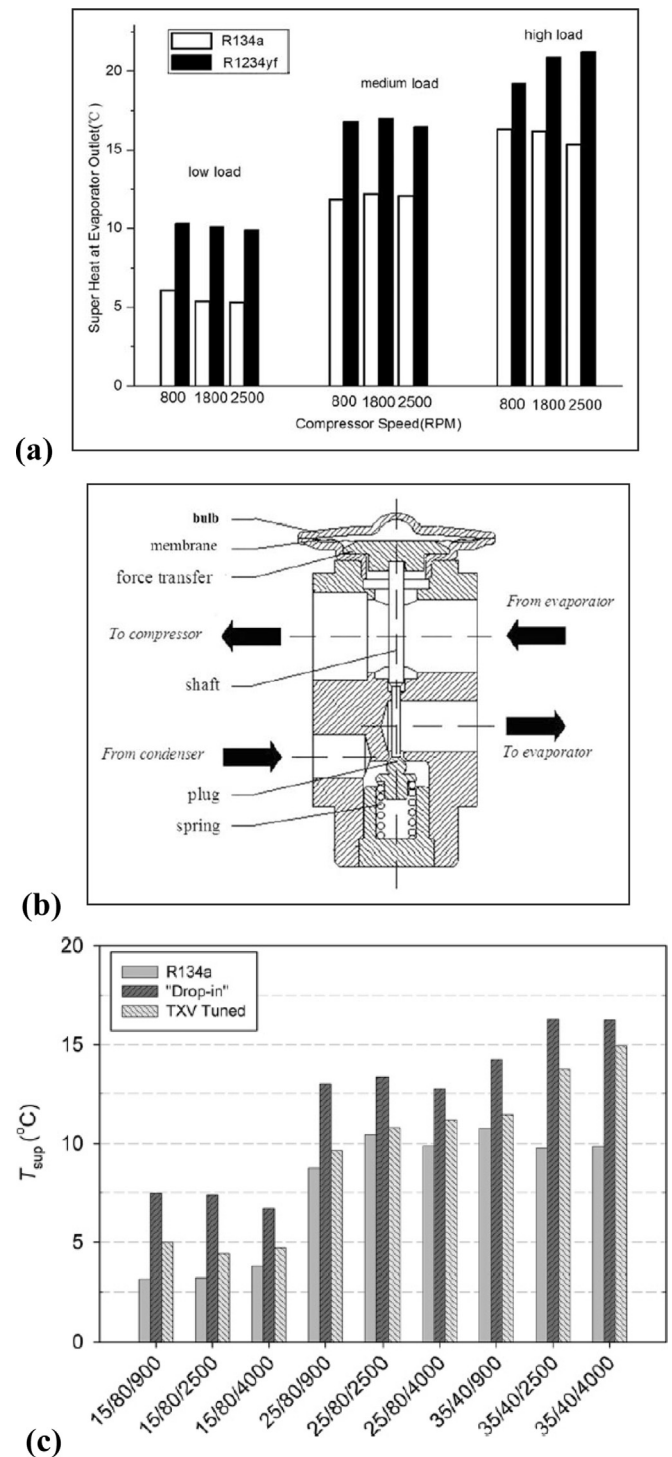 R134a
R1234yf
low load
medium load
high load
Super Heat at Evaporator Outlet(℃)
20
15
10
5
0
800 1800 2500
800 1800 2500
800 1800 2500
Compressor Speed(RPM)
(a)
bulb
membrane
force transfer
From evaporator
To compressor
shaft
From condenser
To evaporator
plug
spring
(b)
R134a
"Drop-in"
TXV Tuned
T sup (°C)
20
15
10
5
0
15/80/900
15/80/2500
15/80/4000
25/80/900
25/80/2500
25/80/4000
35/40/900
35/40/2500
35/40/4000
(c)